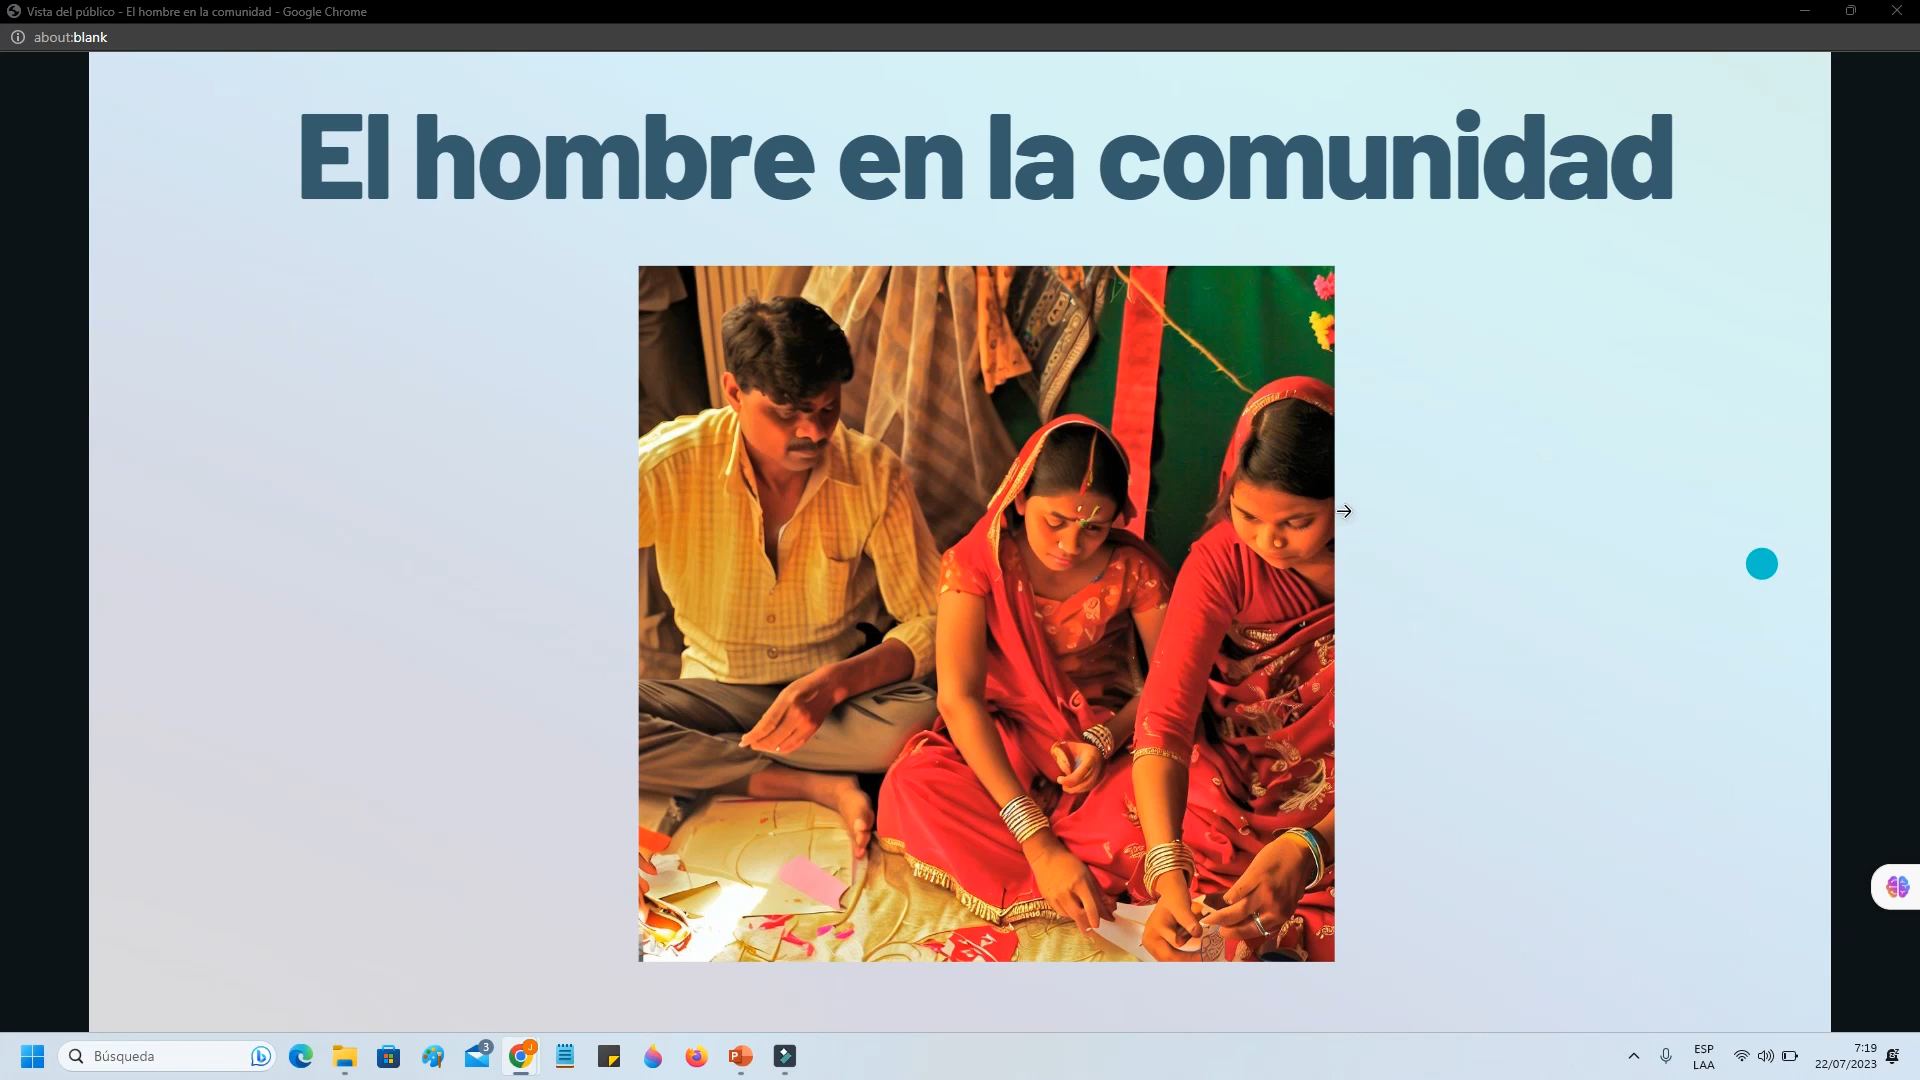 Vista del público - El hombre en la comunidad - Google Chrome
about:blank
El hombre en la comunidad
Búsqueda
3
J
ESP
LAA
7:19
22/07/2023